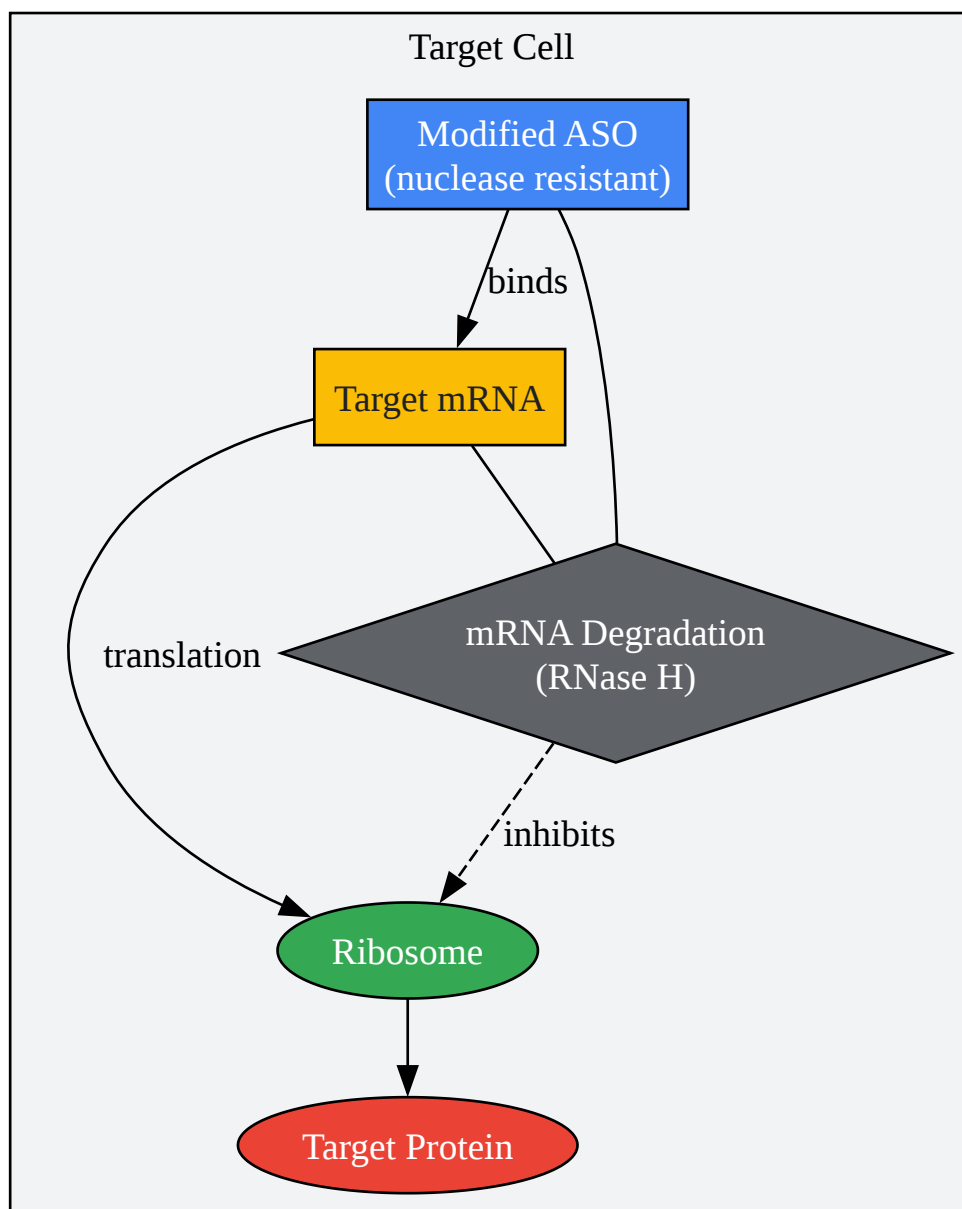 Target Cell
Modified ASO
(nuclease resistant)
binds
Target mRNA
translation
mRNA Degradation
(RNase H)
inhibits
Ribosome
Target Protein